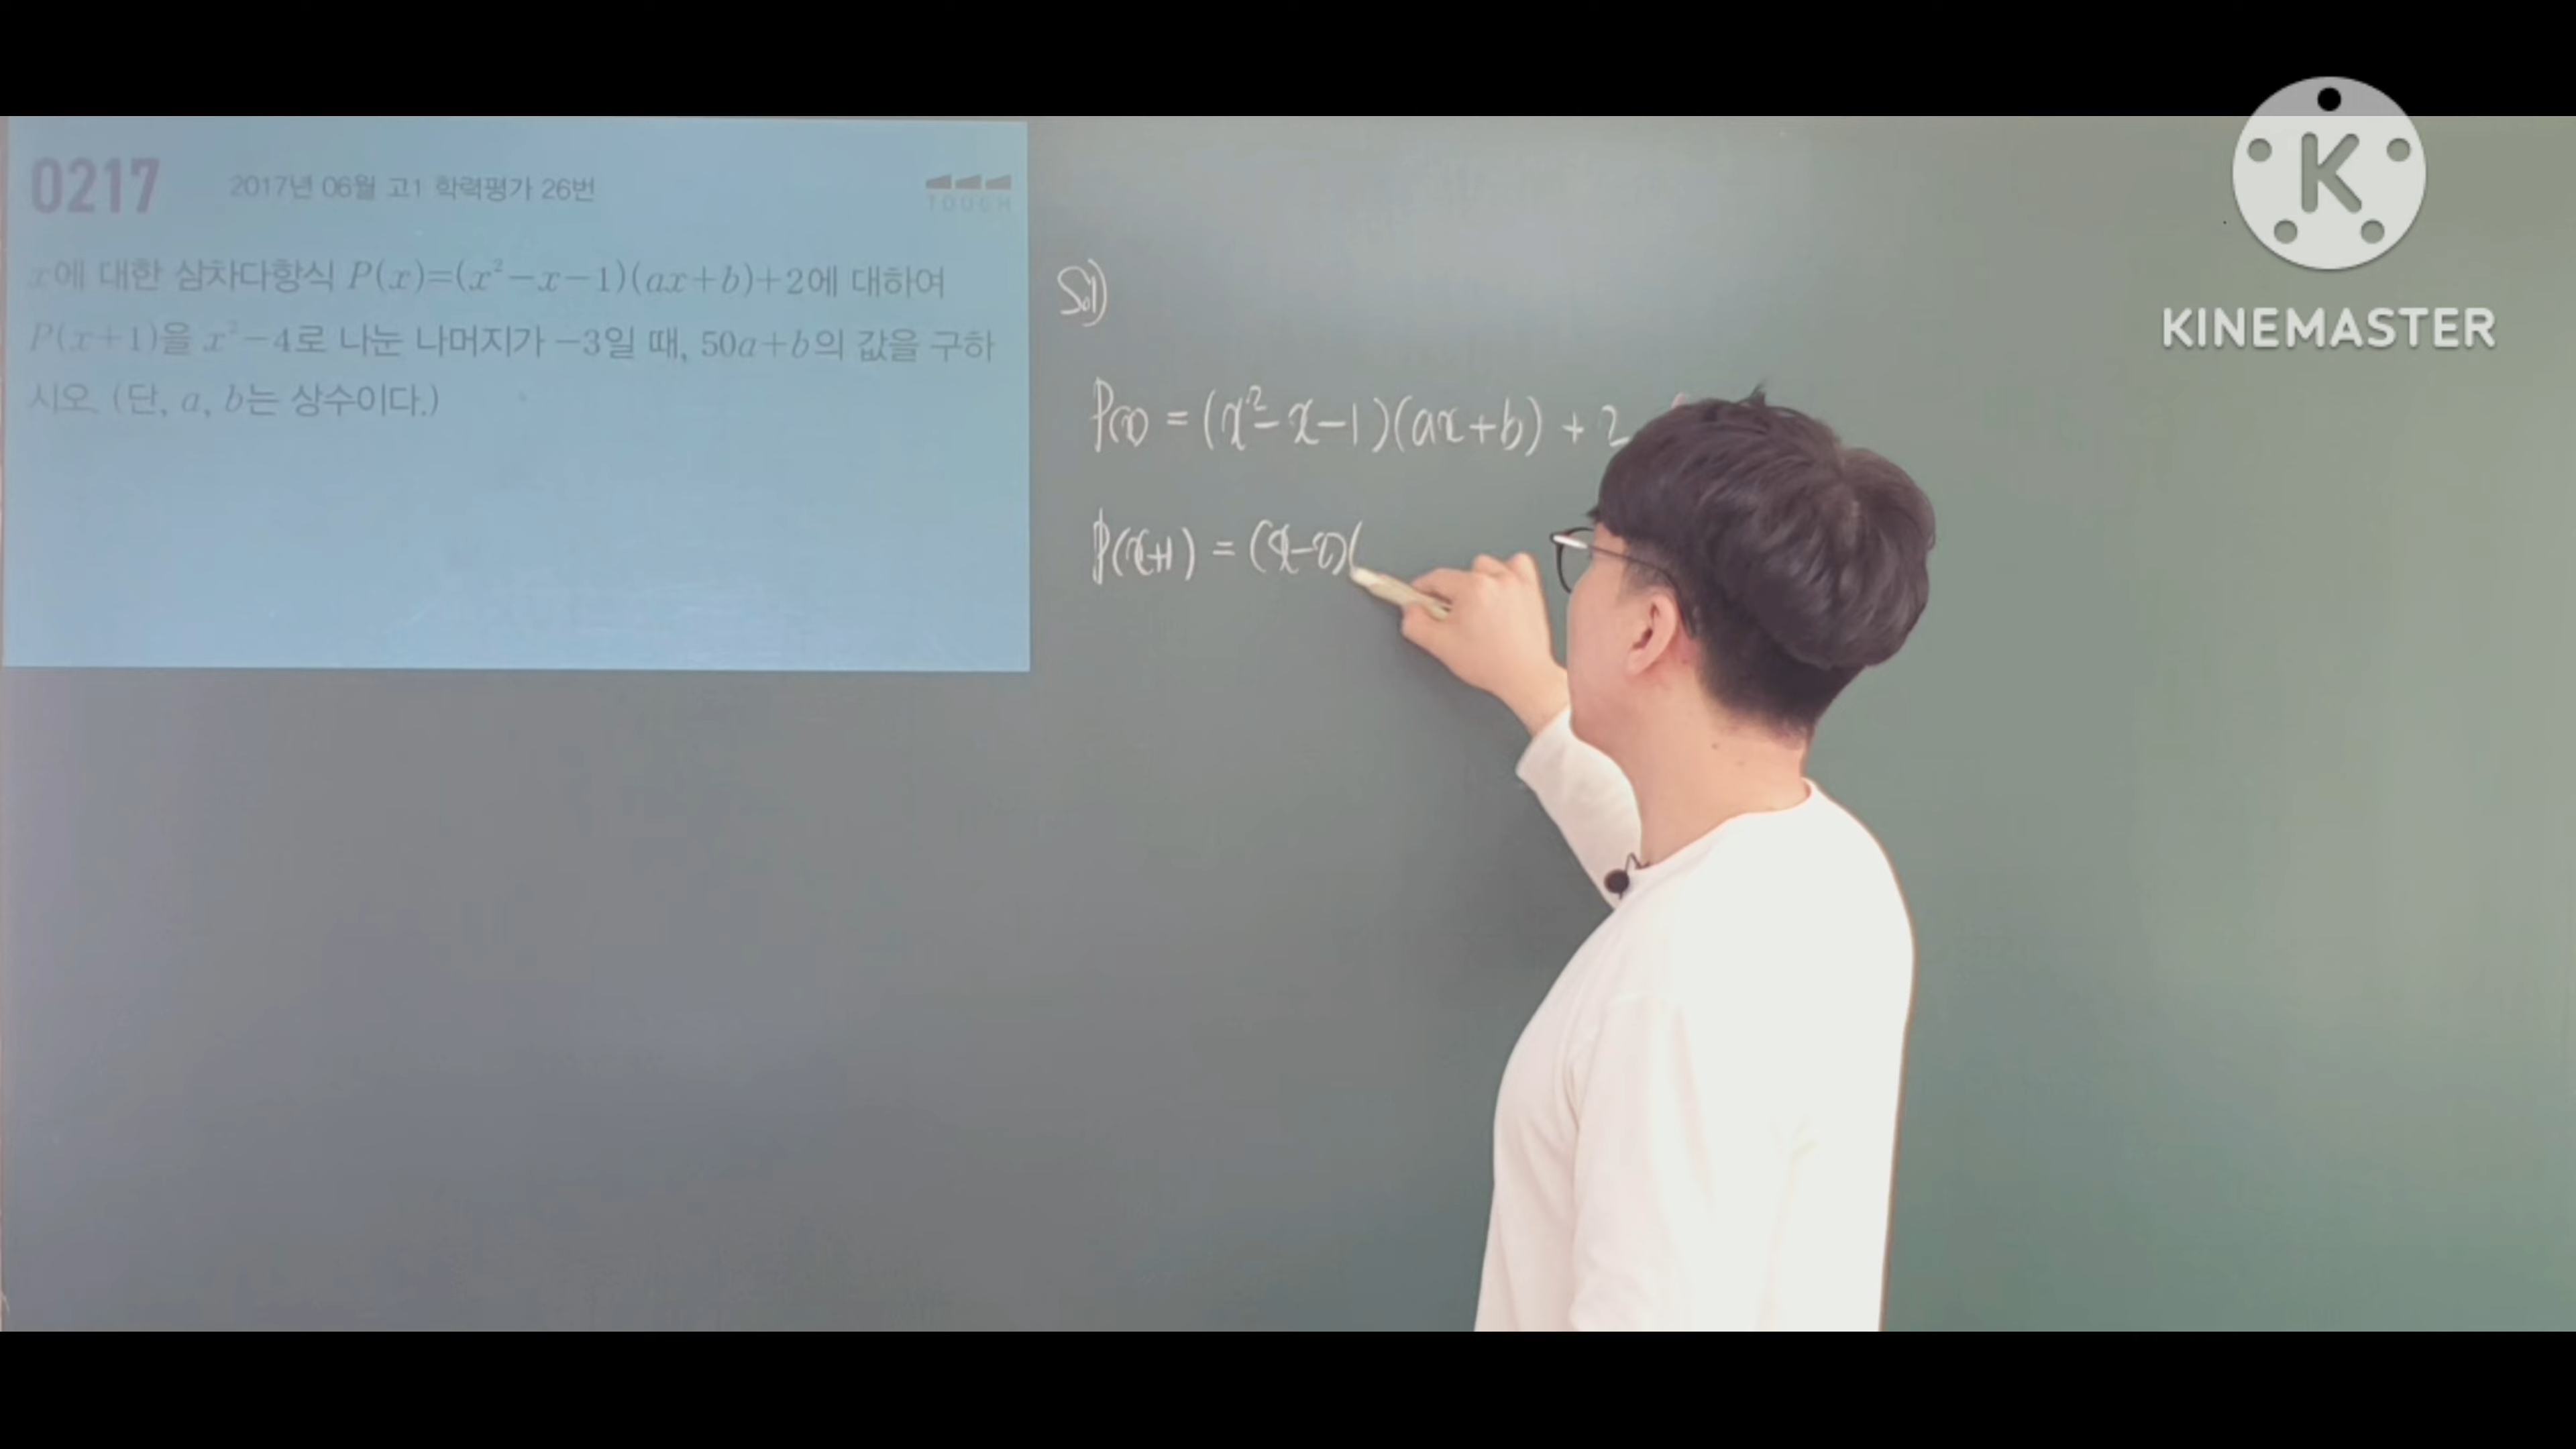 0217 2017년 06월 고1 학력평가 26번
TOUGH
x에 대한 삼차다항식 P(x)=(x²-x-1)(ax+b)+2에 대하여
P(x+1)을 x²-4로 나눈 나머지가 -3일 때, 50a+b의 값을 구하
시오. (단, a, b는 상수이다.)
Sol)
P(x) = (x²-x-1)(ax+b) + 2
P(x+1) = (x-2)(
K
KINEMASTER